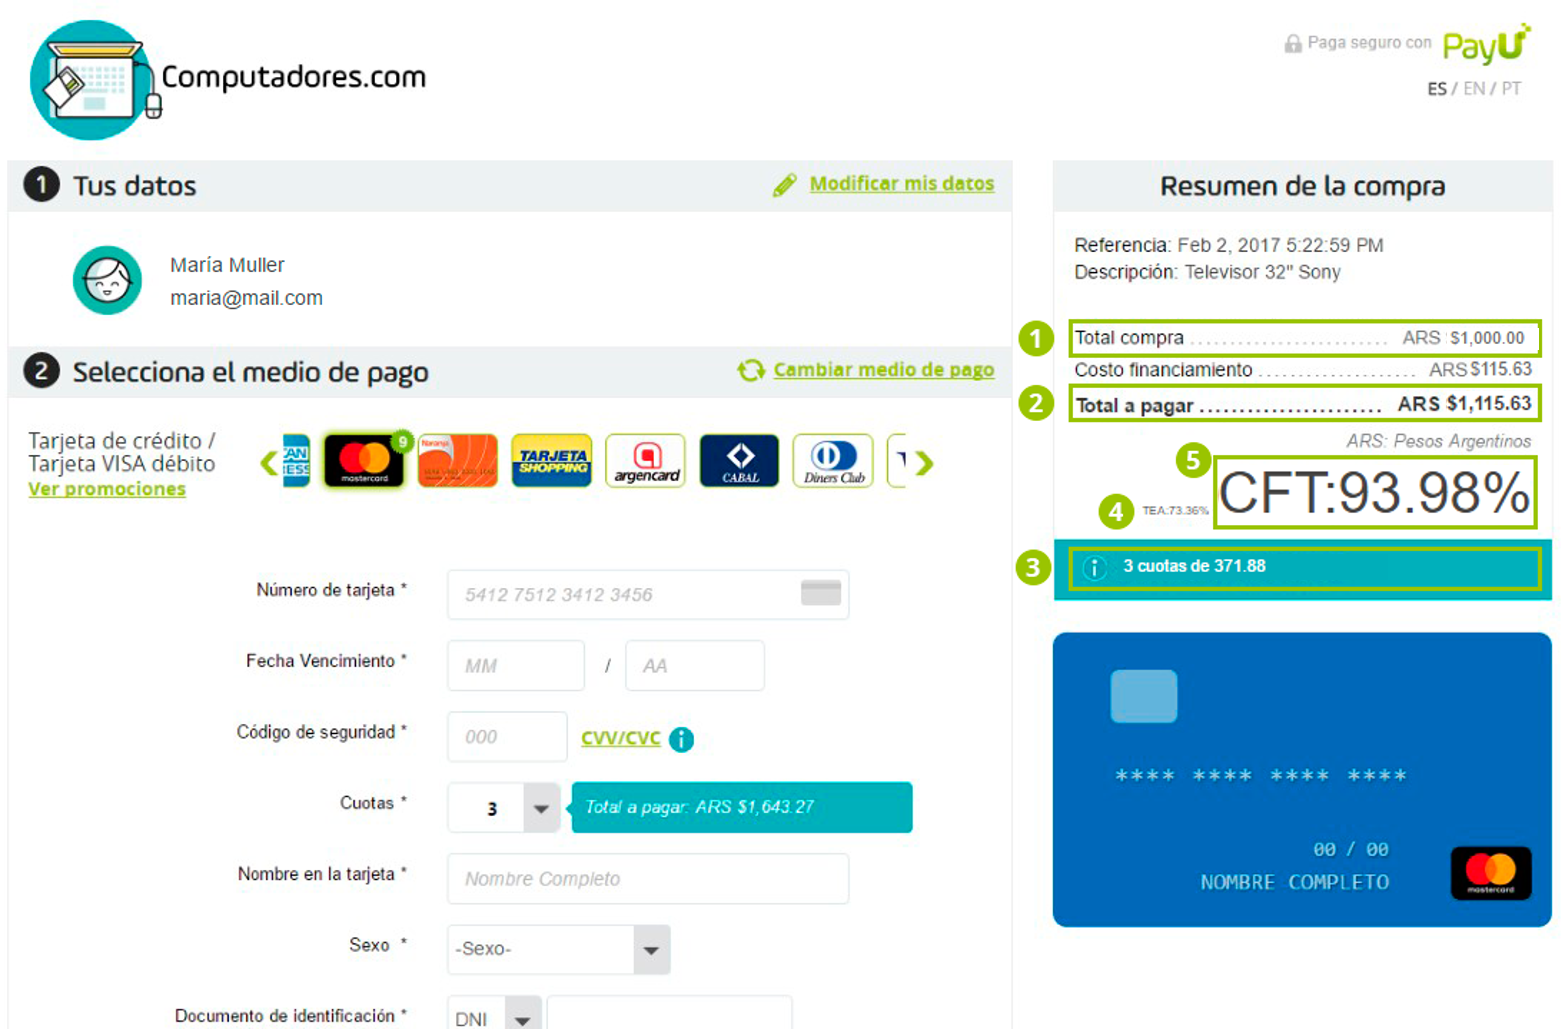 Computadores.com
Paga seguro con PayU
ES / EN / PT
1 Tus datos
Modificar mis datos
María Muller
maria@mail.com
2 Selecciona el medio de pago
Cambiar medio de pago
Tarjeta de crédito /
Tarjeta VISA débito
Ver promociones
mastercard
9
Naranja
TARJETA
SHOPPING
argencard
CABAL
Diners Club
Número de tarjeta *
5412 7512 3412 3456
Fecha Vencimiento *
MM / AA
Código de seguridad *
000
CVV/CVC
Cuotas *
3
Total a pagar: ARS $1,643.27
Nombre en la tarjeta *
Nombre Completo
Sexo *
-Sexo-
Documento de identificación *
DNI
Resumen de la compra
Referencia: Feb 2, 2017 5:22:59 PM
Descripción: Televisor 32" Sony
1 Total compra ........................ ARS $1,000.00
Costo financiamiento .................. ARS $115.63
2 Total a pagar ........................ ARS $1,115.63
ARS: Pesos Argentinos
5 CFT:93.98%
4 TEA:73.36%
3 3 cuotas de 371.88
**** **** **** ****
00 / 00
NOMBRE COMPLETO
mastercard